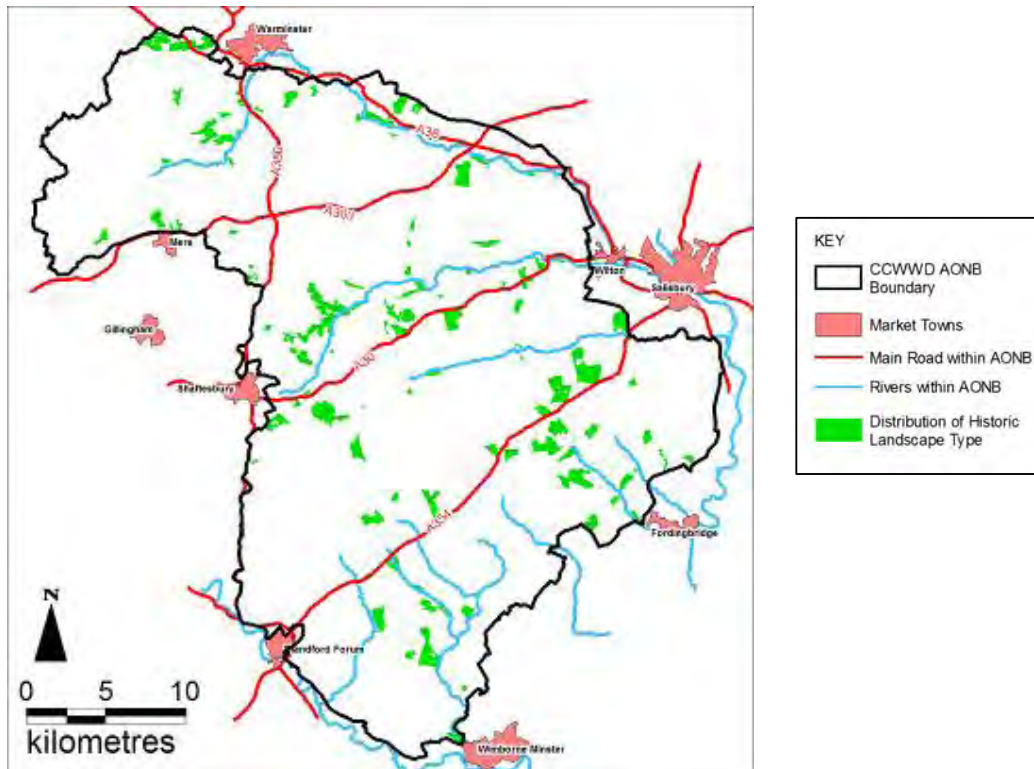 Warminster
A36
A350
A307
Mere
Wilton
Salisbury
Gillingham
A30
Shaftesbury
A354
Fordingbridge
N
Blandford Forum
0 5 10
kilometres
Wimborne Minster
KEY
CCWWD AONB
Boundary
Market Towns
Main Road within AONB
Rivers within AONB
Distribution of Historic
Landscape Type